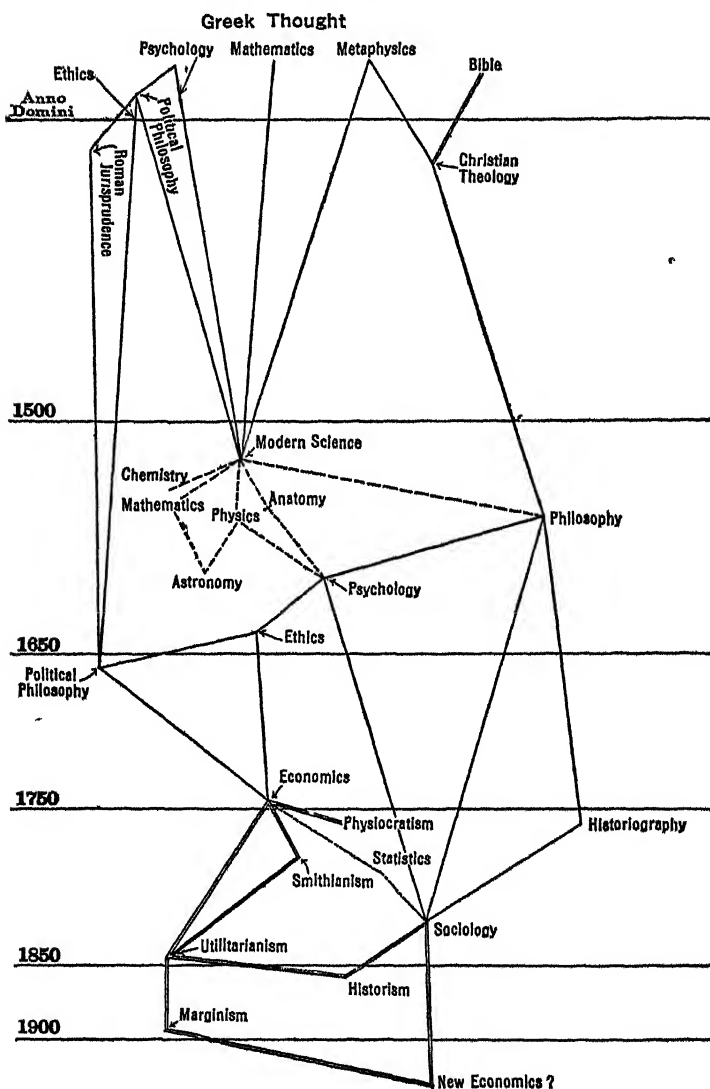 Greek Thought
Psychology
Mathematics
Metaphysics
Bible
Ethics
Anno
Domini
Political
Philosophy
Roman
Jurisprudence
Christian
Theology
1500
Modern Science
Chemistry
Mathematics
Physics
Anatomy
Philosophy
Astronomy
Psychology
Ethics
1650
Political
Philosophy
Economics
1750
Physiocratism
Historiography
Statistics
Smithianism
Sociology
Utilitarianism
1850
Historism
Marginism
1900
New Economics ?